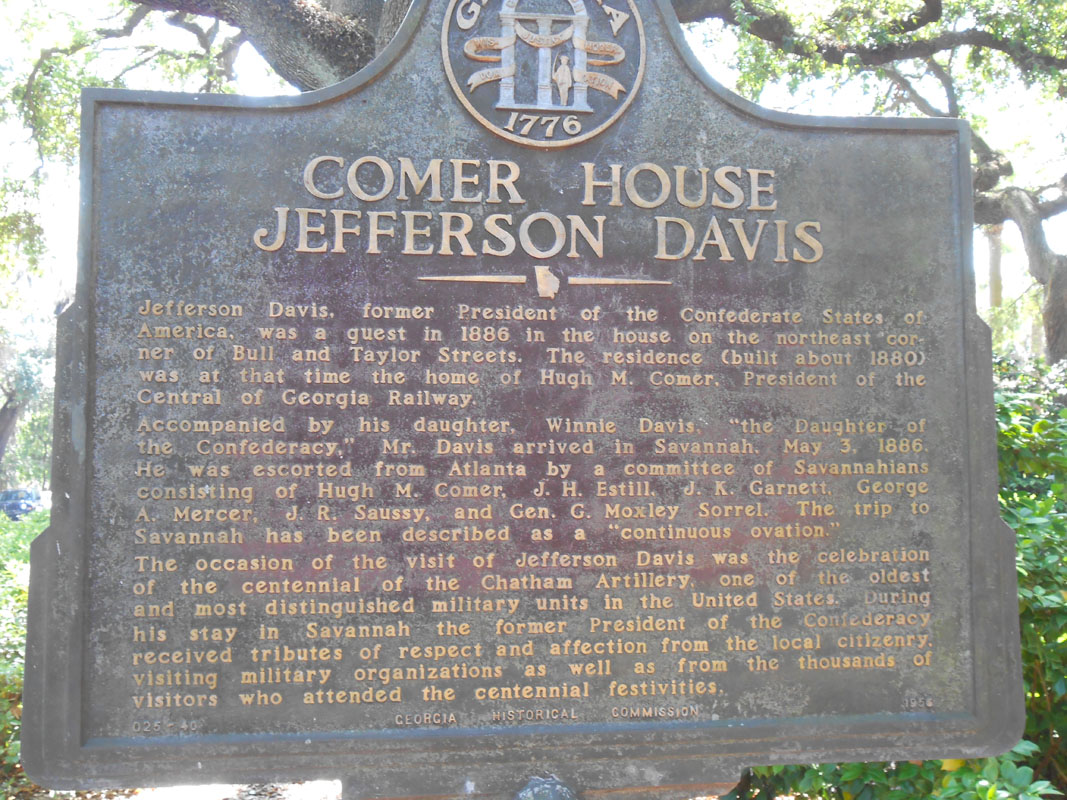 1776
COMER HOUSE
JEFFERSON DAVIS
Jefferson Davis, former President of the Confederate States of
America, was a guest in 1886 in the house on the northeast cor-
ner of Bull and Taylor Streets. The residence (built about 1880)
was at that time the home of Hugh M. Comer, President of the
Central of Georgia Railway.
Accompanied by his daughter, Winnie Davis, "the Daughter of
the Confederacy," Mr. Davis arrived in Savannah, May 3, 1886.
He was escorted from Atlanta by a committee of Savannahians
consisting of Hugh M. Comer, J. H. Estill, J. K. Garnett, George
A. Mercer, J. R. Saussy, and Gen. G. Moxley Sorrel. The trip to
Savannah has been described as a "continuous ovation."
The occasion of the visit of Jefferson Davis was the celebration
of the centennial of the Chatham Artillery, one of the oldest
and most distinguished military units in the United States. During
his stay in Savannah the former President of the Confederacy
received tributes of respect and affection from the local citizenry,
visiting military organizations as well as from the thousands of
visitors who attended the centennial festivities.
025-40 GEORGIA HISTORICAL COMMISSION